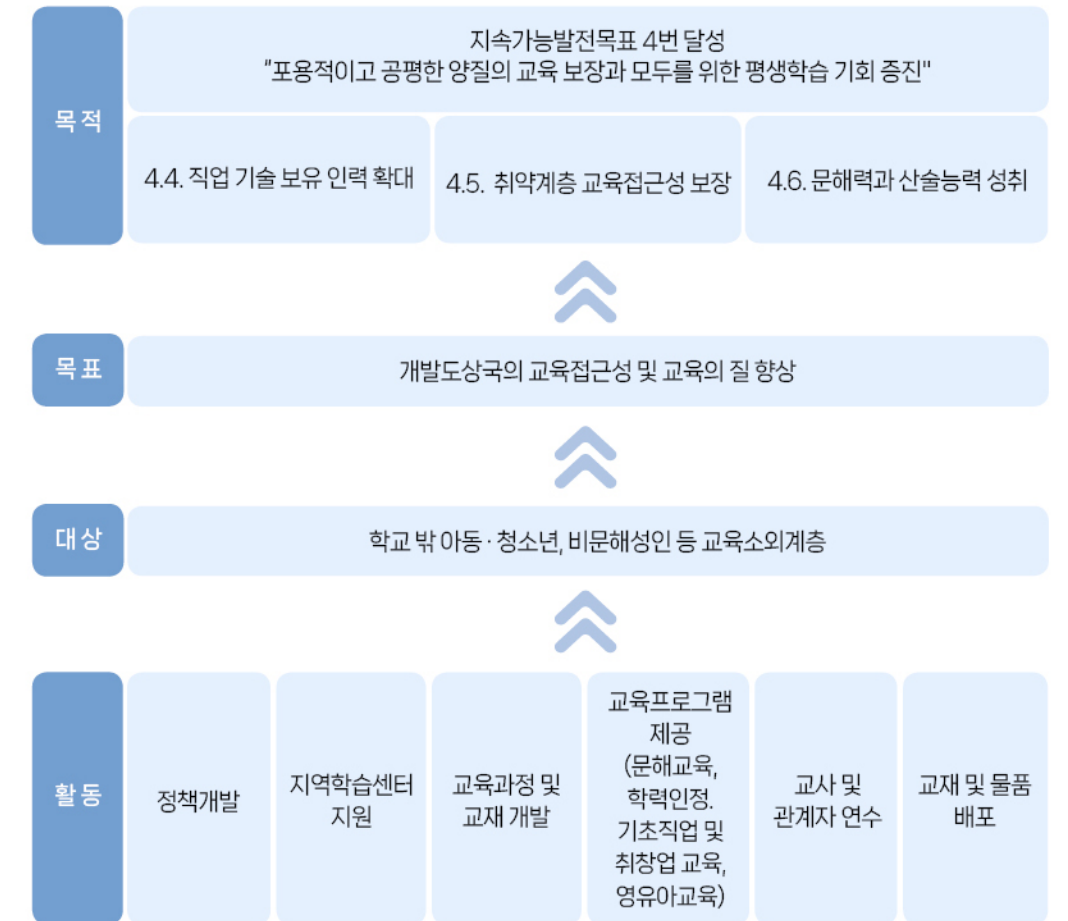 지속가능발전목표 4번 달성
"포용적이고 공평한 양질의 교육 보장과 모두를 위한 평생학습 기회 증진"
목적
4.4. 직업 기술 보유 인력 확대
4.5. 취약계층 교육접근성 보장
4.6. 문해력과 산술능력 성취
목표
개발도상국의 교육접근성 및 교육의 질 향상
대상
학교 밖 아동·청소년, 비문해성인 등 교육소외계층
활동
정책개발
지역학습센터
지원
교육과정 및
교재 개발
교육프로그램
제공
(문해교육,
학력인정.
기초직업 및
취창업 교육,
영유아교육)
교사 및
관계자 연수
교재 및 물품
배포